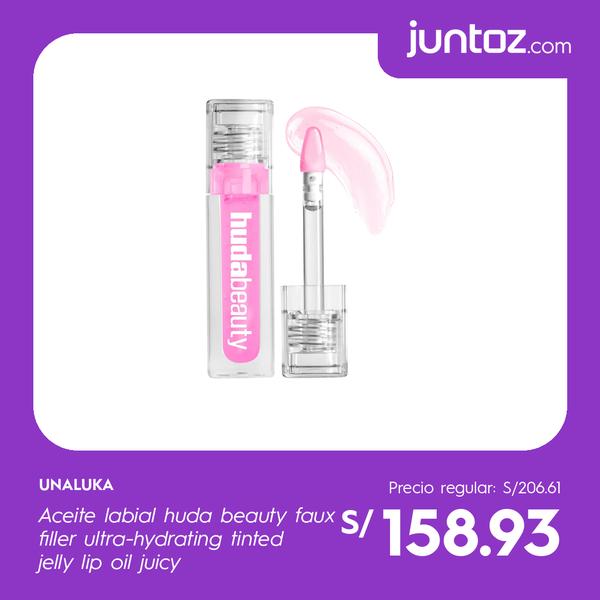 juntoz.com
hudabeauty
UNALUKA
Aceite labial huda beauty faux
filler ultra-hydrating tinted
jelly lip oil juicy
Precio regular: S/206.61
S/158.93